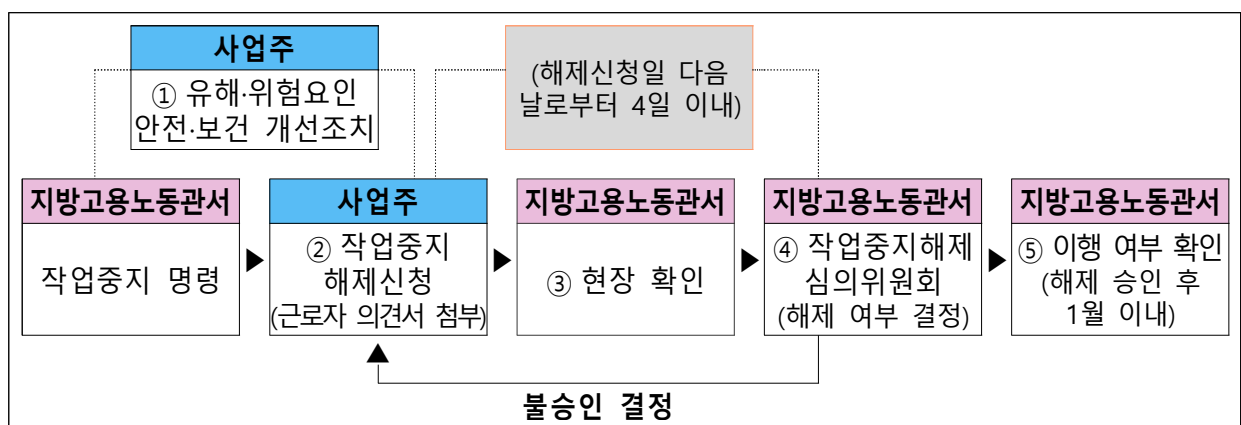 사업주
① 유해·위험요인
안전·보건 개선조치
(해제신청일 다음
날로부터 4일 이내)
지방고용노동관서
작업중지 명령
사업주
② 작업중지
해제신청
(근로자 의견서 첨부)
지방고용노동관서
③ 현장 확인
지방고용노동관서
④ 작업중지해제
심의위원회
(해제 여부 결정)
지방고용노동관서
⑤ 이행 여부 확인
(해제 승인 후
1월 이내)
불승인 결정